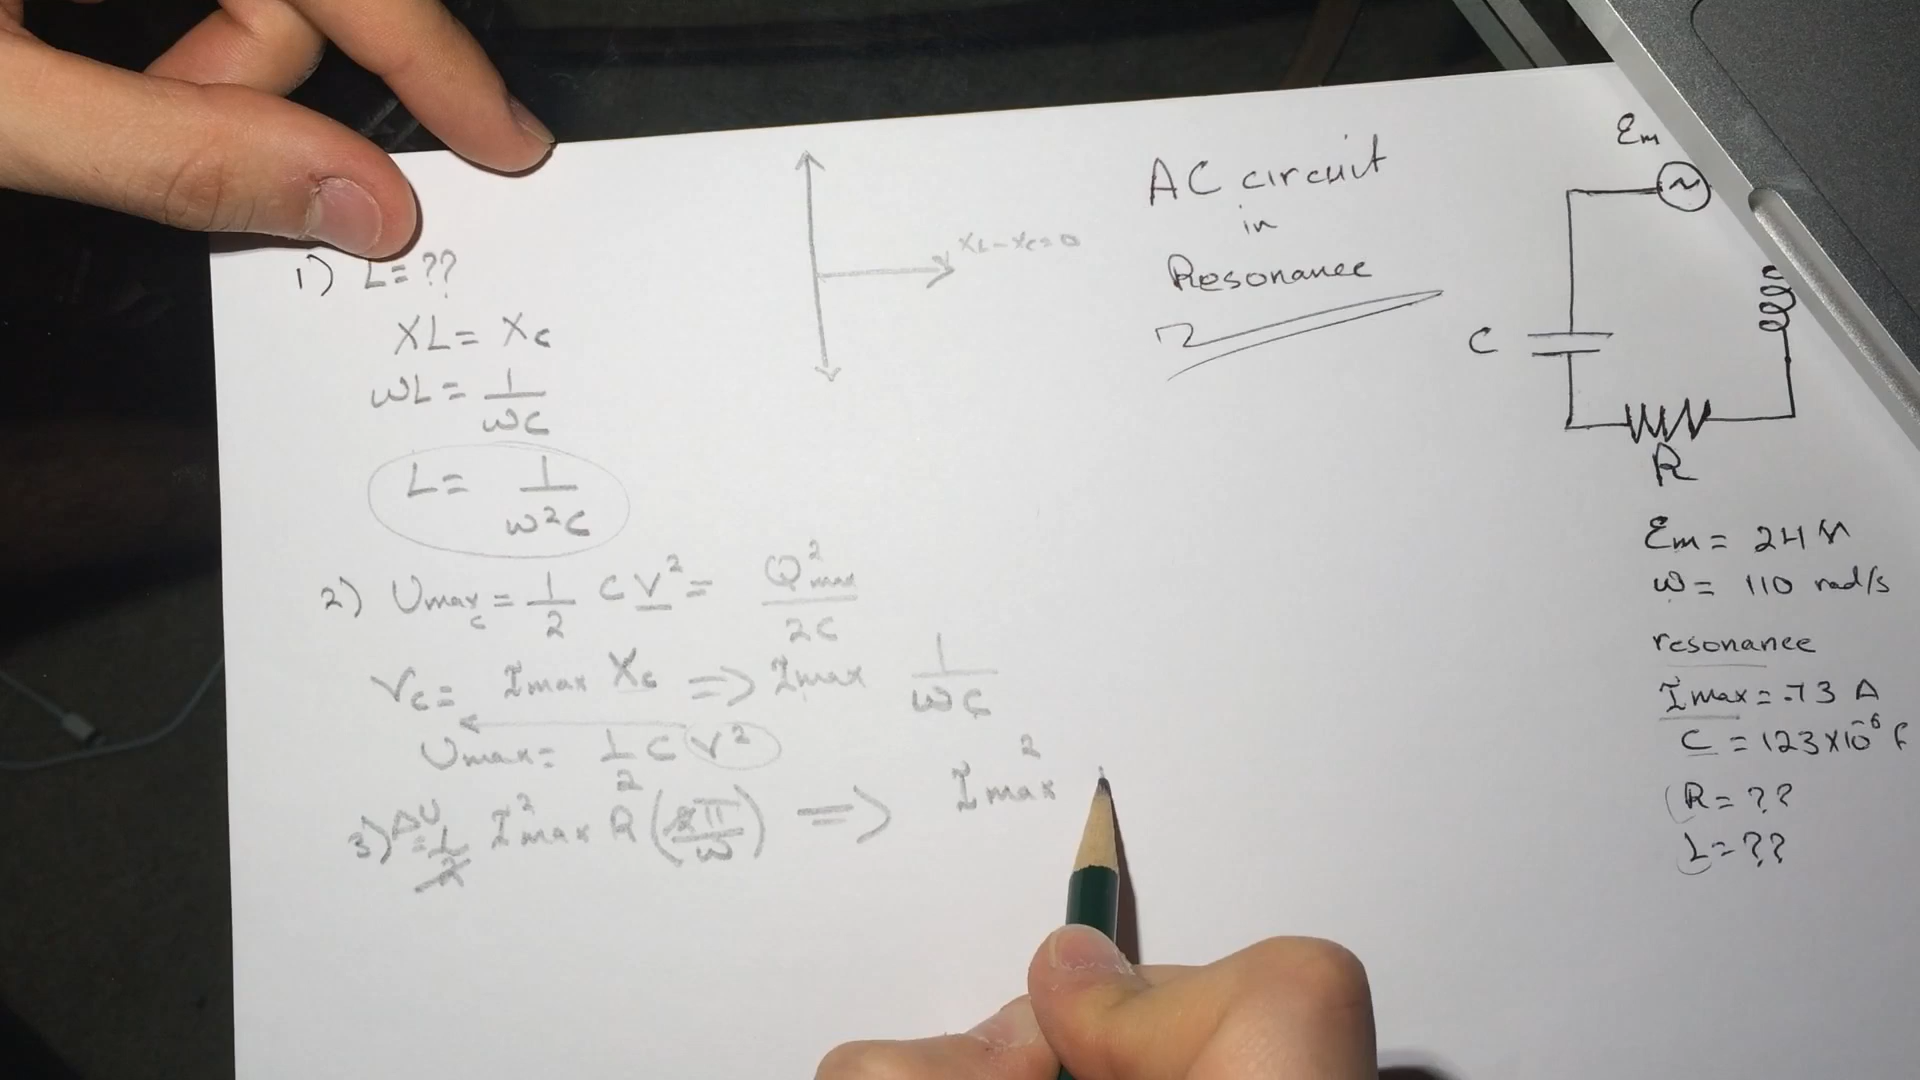 1) L= ??
XL= Xc
ωL= 1/ωC
L= 1/ω²C
2) Umax c = 1/2 CV² = Q²max/2C
Vc= Imax Xc => Imax 1/ωC
Umax= 1/2 C V²
3) ΔU = 1/2 I²max R (2π/ω) => I²max
XL-Xc=0
AC circuit
in
Resonance
Em
C
R
Em= 24 V
ω= 110 rad/s
resonance
Imax= .73 A
C = 123x10⁻⁶ F
R= ??
L= ??